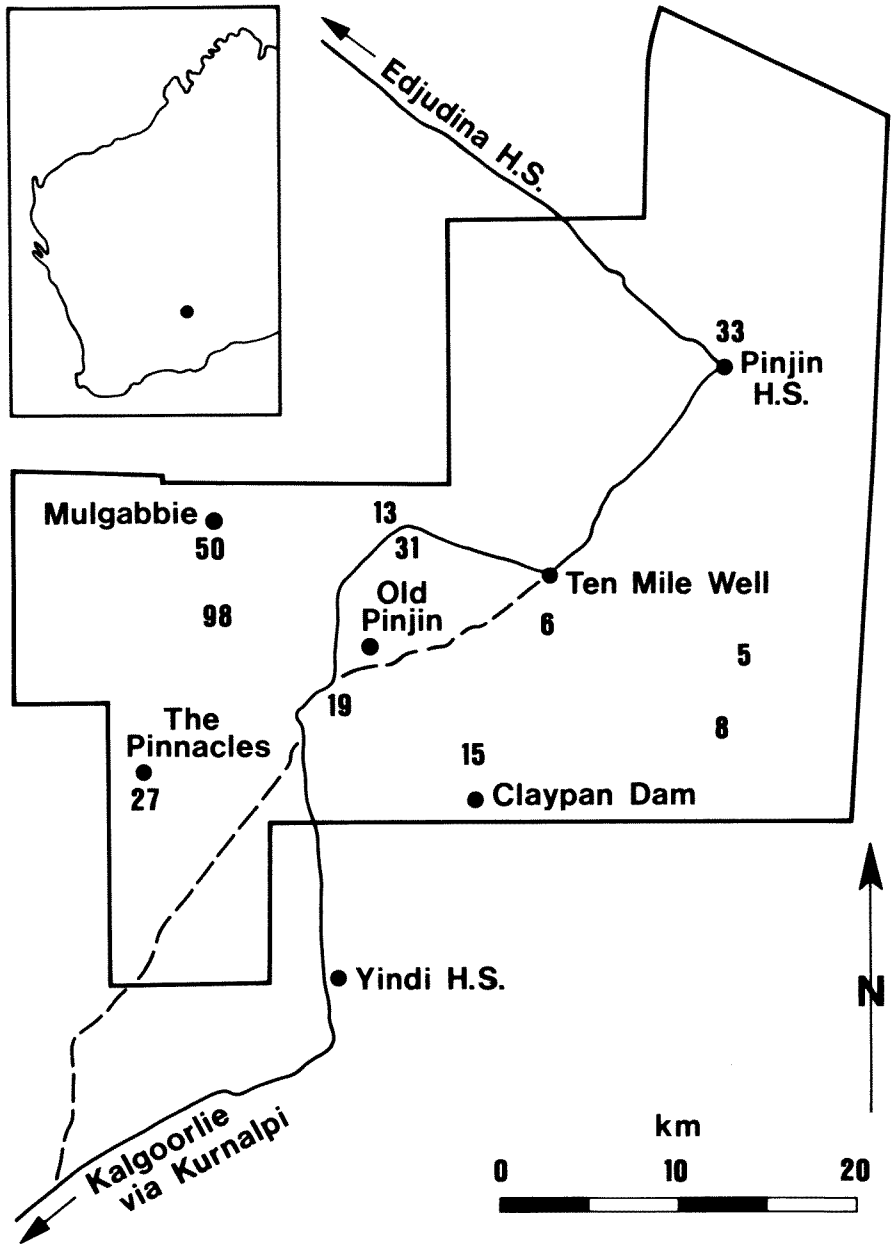 Edjudina H.S.
33
Pinjin
H.S.
Mulgabbie
50
13
31
98
Old
Pinjin
Ten Mile Well
6
5
19
8
The
Pinnacles
27
15
Claypan Dam
Yindi H.S.
N
Kalgoorlie
via Kurnalpi
km
0 10 20